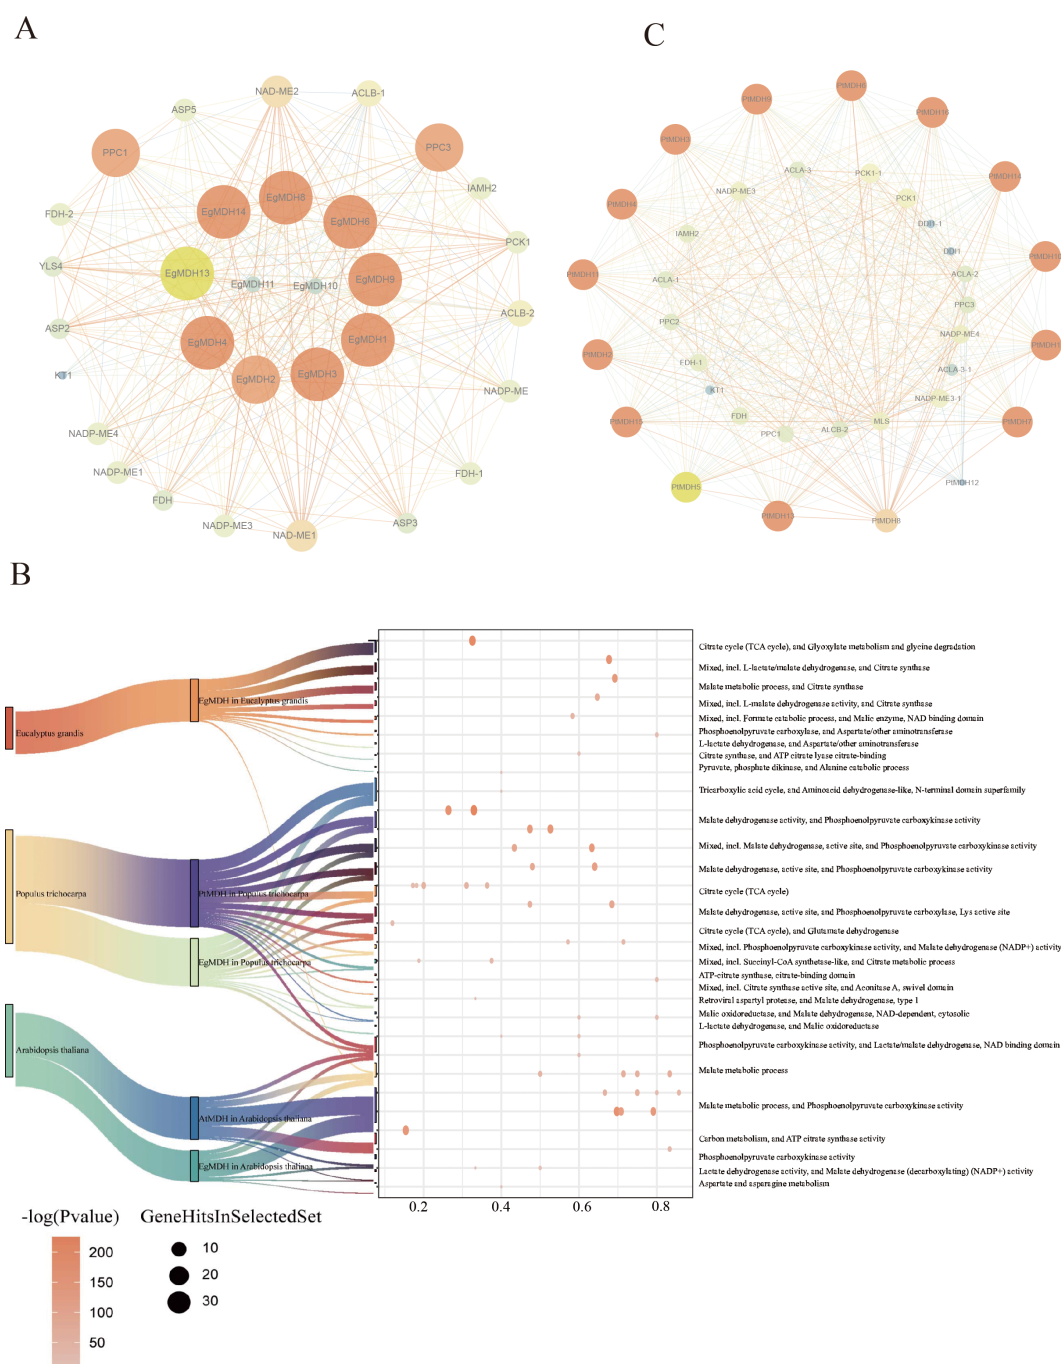 A
C
NAD-ME2
ACLB-1
ASP5
PPC1
PPC3
IAMH2
EgMDH8
EgMDH14
EgMDH6
FDH-2
PCK1
YLS4
EgMDH13
EgMDH11
EgMDH10
EgMDH9
ACLB-2
ASP2
EgMDH4
EgMDH1
KT1
EgMDH2
EgMDH3
NADP-ME
NADP-ME4
NADP-ME1
FDH-1
FDH
NADP-ME3
NAD-ME1
ASP3
PtMDH9
PtMDH16
PtMDH3
PtMDH14
ACLA-3
PCK1-1
NADP-ME3
PCK1
PtMDH4
DDI1-1
IAMH2
DDI1
PtMDH10
PtMDH11
ACLA-1
ACLA-2
PPC3
PPC2
NADP-ME4
PtMDH1
PtMDH2
FDH-1
ACLA-3-1
KT1
NADP-ME3-1
FDH
MLS
PtMDH7
PtMDH15
PPC1
ALCB-2
PtMDH12
PtMDH5
PtMDH13
PtMDH8
B
Citrate cycle (TCA cycle), and Glyoxylate metabolism and glycine degradation
Mixed, incl. L-lactate/malate dehydrogenase, and Citrate synthase
Malate metabolic process, and Citrate synthase
EgMDH in Eucalyptus grandis
Mixed, incl. L-malate dehydrogenase activity, and Citrate synthase
Mixed, incl. Formate catabolic process, and Malic enzyme, NAD binding domain
Eucalyptus grandis
Phosphoenolpyruvate carboxylase, and Aspartate/other aminotransferase
L-lactate dehydrogenase, and Aspartate/other aminotransferase
Citrate synthase, and ATP citrate lyase citrate-binding
Pyruvate, phosphate dikinase, and Alanine catabolic process
Tricarboxylic acid cycle, and Aminoacid dehydrogenase-like, N-terminal domain superfamily
Malate dehydrogenase activity, and Phosphoenolpyruvate carboxykinase activity
Mixed, incl. Malate dehydrogenase, active site, and Phosphoenolpyruvate carboxykinase activity
Malate dehydrogenase, active site, and Phosphoenolpyruvate carboxykinase activity
Populus trichocarpa
PtMDH in Populus trichocarpa
Citrate cycle (TCA cycle)
Malate dehydrogenase, active site, and Phosphoenolpyruvate carboxylase, Lys active site
Citrate cycle (TCA cycle), and Glutamate dehydrogenase
Mixed, incl. Phosphoenolpyruvate carboxykinase activity, and Malate dehydrogenase (NADP+) activity
EgMDH in Populus trichocarpa
Mixed, incl. Succinyl-CoA synthetase-like, and Citrate metabolic process
ATP-citrate synthase, citrate-binding domain
Mixed, incl. Citrate synthase active site, and Aconitase A, swivel domain
Retroviral aspartyl protease, and Malate dehydrogenase, type 1
Malic oxidoreductase, and Malate dehydrogenase, NAD-dependent, cytosolic
L-lactate dehydrogenase, and Malic oxidoreductase
Phosphoenolpyruvate carboxykinase activity, and Lactate/malate dehydrogenase, NAD binding domain
Arabidopsis thaliana
Malate metabolic process
Malate metabolic process, and Phosphoenolpyruvate carboxykinase activity
AtMDH in Arabidopsis thaliana
Carbon metabolism, and ATP citrate synthase activity
Phosphoenolpyruvate carboxykinase activity
EgMDH in Arabidopsis thaliana
Lactate dehydrogenase activity, and Malate dehydrogenase (decarboxylating) (NADP+) activity
Aspartate and asparagine metabolism
0.2
0.4
0.6
0.8
-log(Pvalue)
GeneHitsInSelectedSet
200
150
100
50
10
20
30